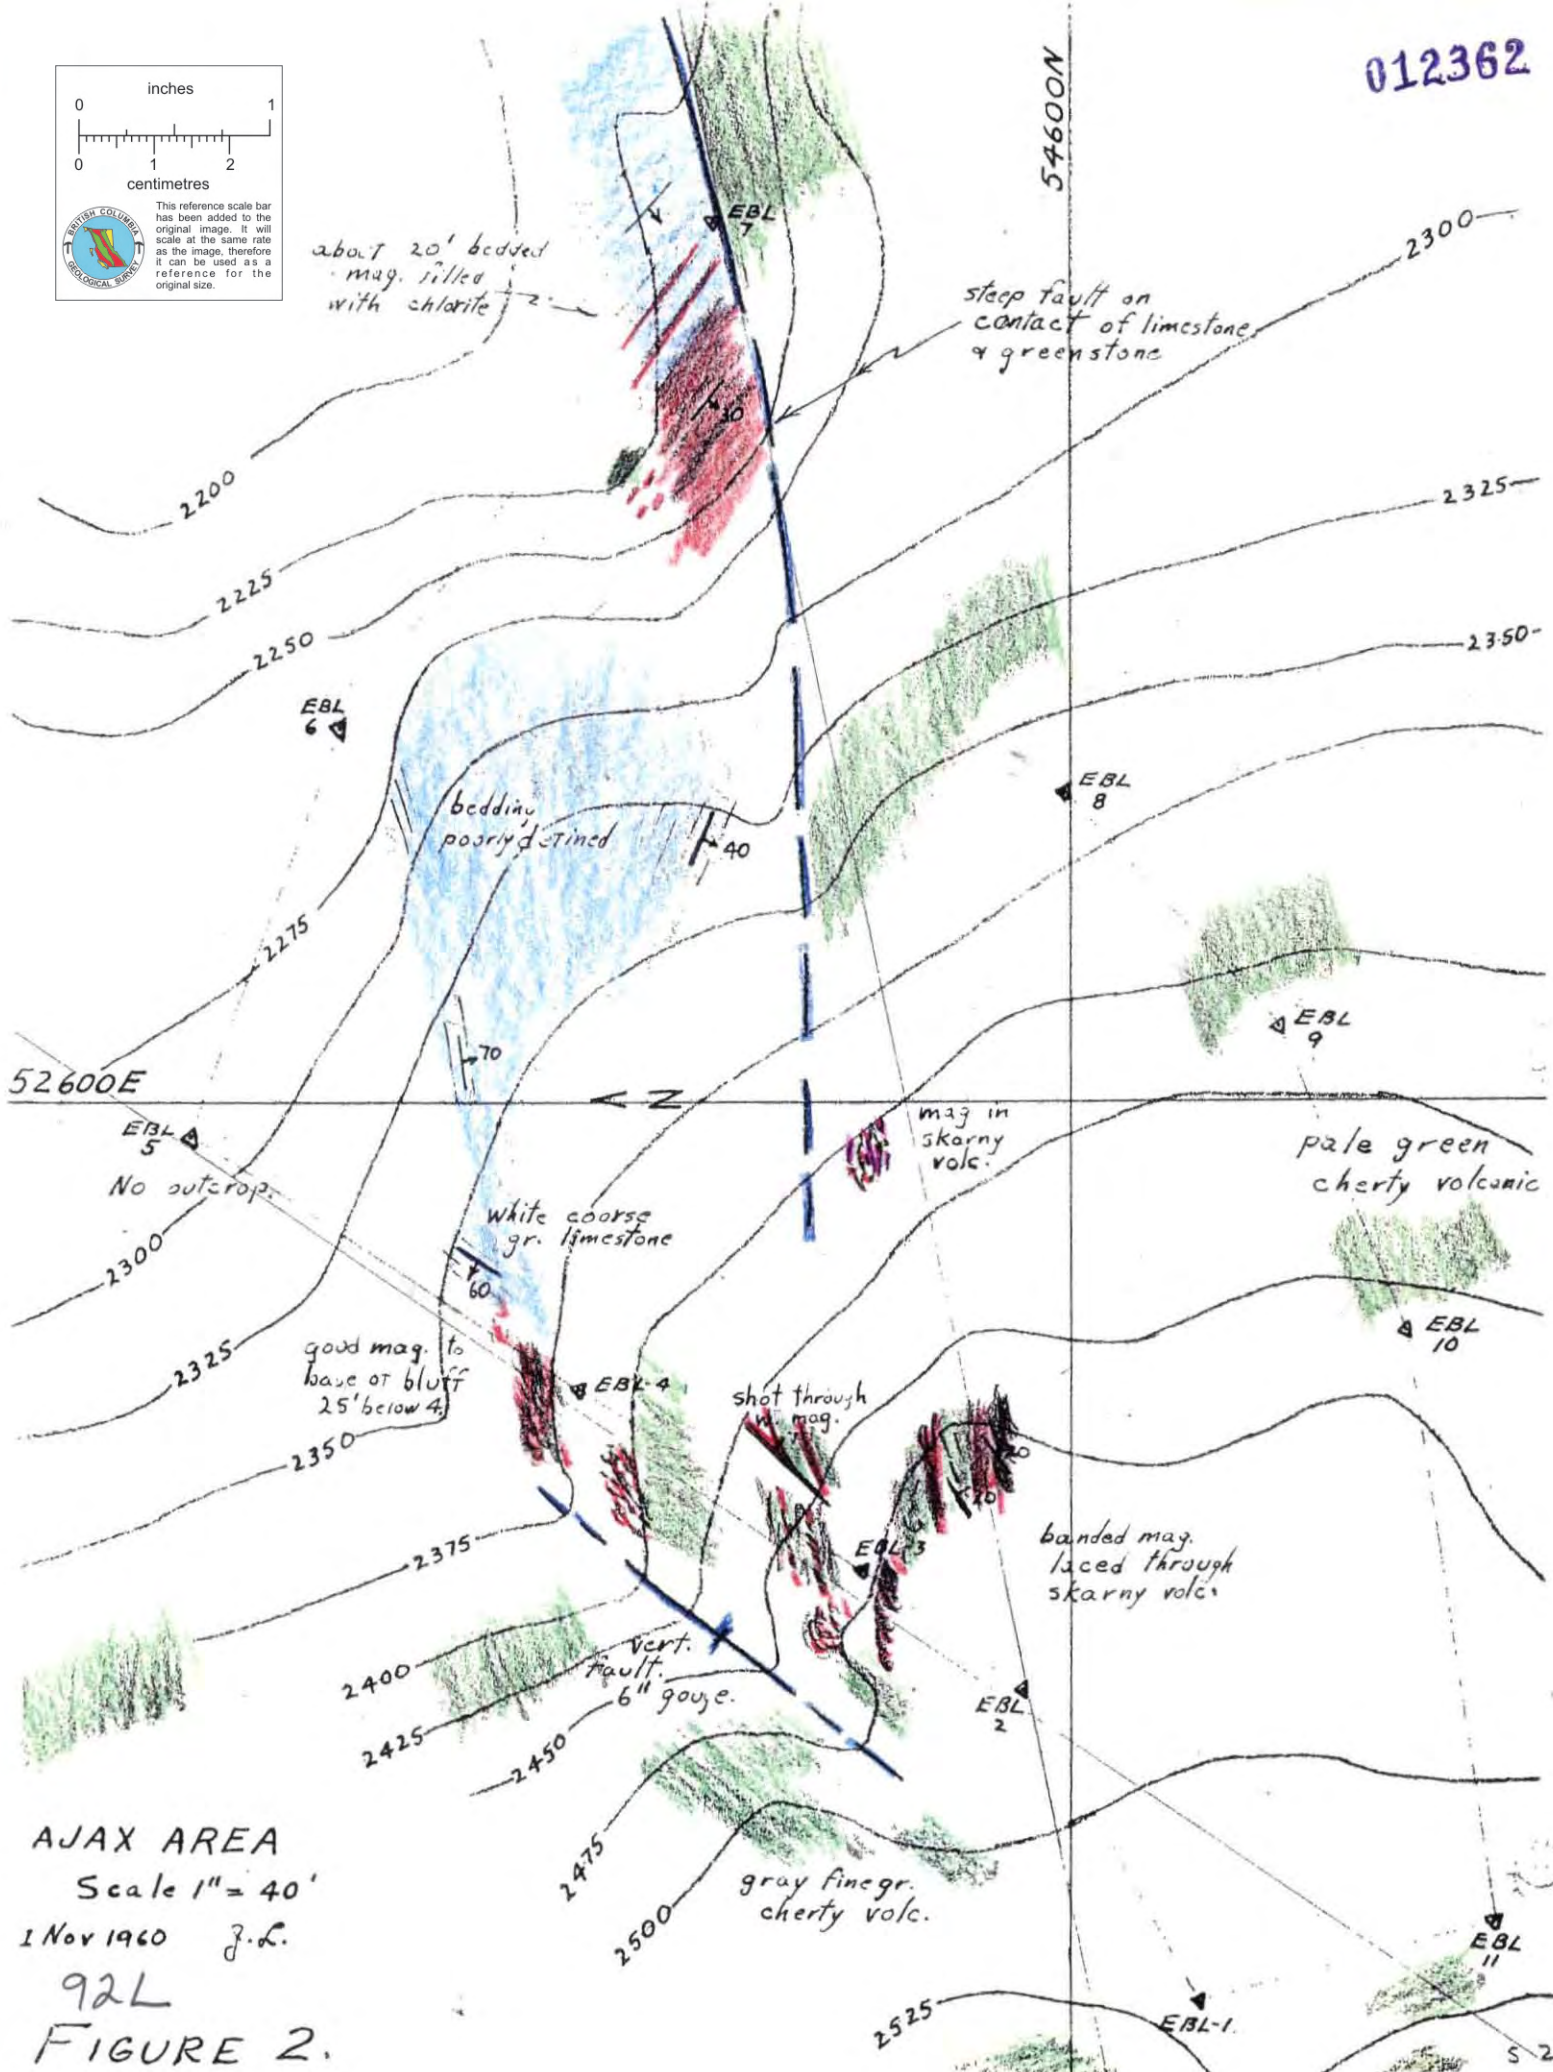 012362
inches
0 1
0 1 2
centimetres
This reference scale bar
has been added to the
original image. It will
scale at the same rate
as the image, therefore
it can be used as a
reference for the
original size.
BRITISH COLUMBIA
GEOLOGICAL SURVEY
54600N
EBL
7
about 20' bedded
mag. silled
with chlorite
2300
steep fault on
contact of limestone
& greenstone
30
2200
2325
2225
2250
2350
EBL
6
EBL
8
bedding
poorly defined
40
2275
EBL
9
70
52600E
N
mag in
skarny
volc.
EBL
5
No outcrop.
pale green
cherty volcanic
white coarse
gr. limestone
60
2300
EBL
10
2325
good mag. to
base of bluff
25' below 4.
EBL-4
shot through
w. mag.
2350
20
20
EBL-3
banded mag.
laced through
skarny volc.
2375
vert.
fault.
6" gouge.
2400
EBL
2
2425
2450
2475
AJAX AREA
Scale 1" = 40'
1 Nov 1960 J.L.
92L
FIGURE 2.
gray fine gr.
cherty volc.
2500
EBL
11
2525
EBL-1.
S 2